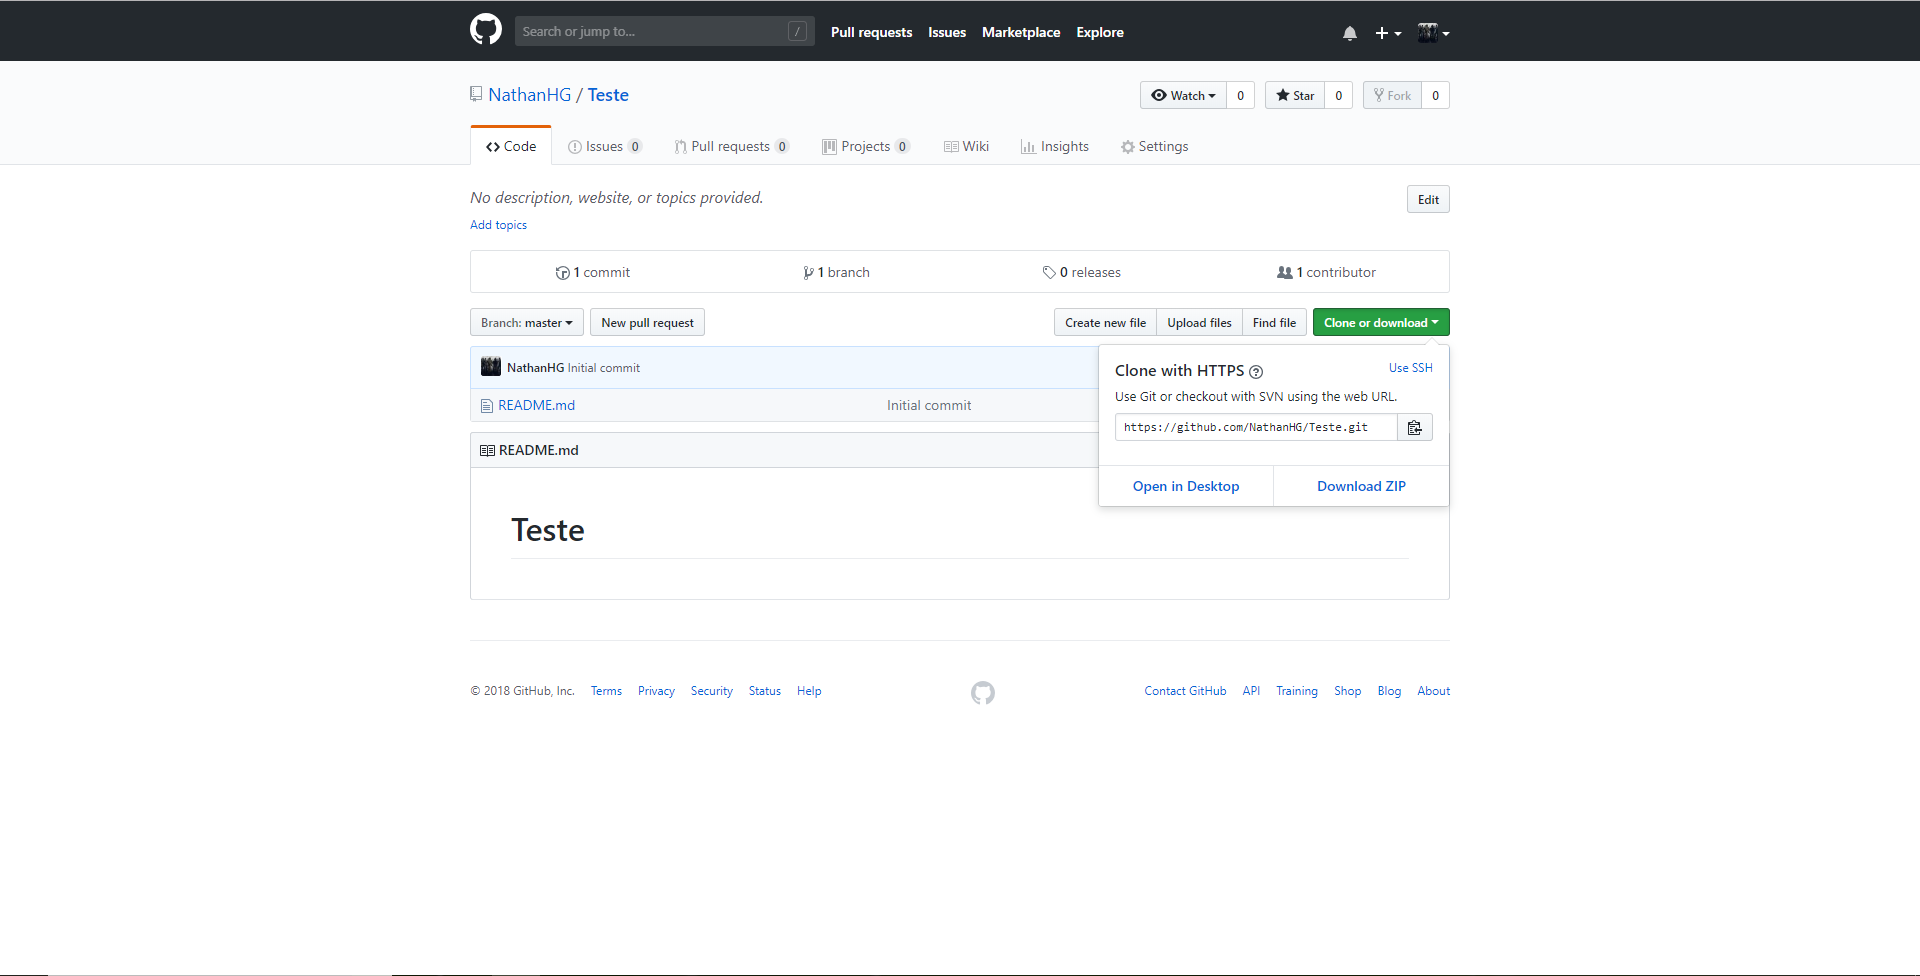 Search or jump to... /
Pull requests Issues Marketplace Explore
NathanHG / Teste
Watch 0 Star 0 Fork 0
Code Issues 0 Pull requests 0 Projects 0 Wiki Insights Settings
No description, website, or topics provided.
Edit
Add topics
1 commit 1 branch 0 releases 1 contributor
Branch: master New pull request Create new file Upload files Find file Clone or download
NathanHG Initial commit
README.md Initial commit
Clone with HTTPS ? Use SSH
Use Git or checkout with SVN using the web URL.
https://github.com/NathanHG/Teste.git
Open in Desktop Download ZIP
README.md
Teste
© 2018 GitHub, Inc. Terms Privacy Security Status Help Contact GitHub API Training Shop Blog About